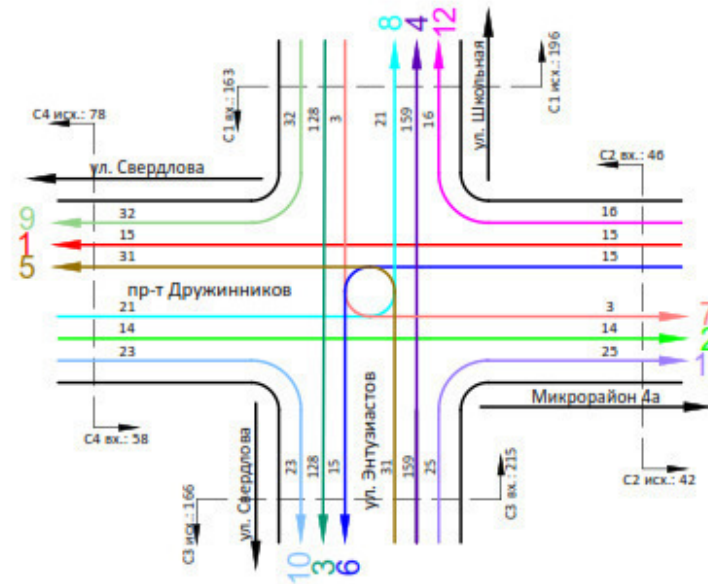 8
4
12
С1 вх.: 163
32
128
3
21
159
16
ул. Школьная
С1 исх.: 196
С4 исх.: 78
ул. Свердлова
С2 вх.: 46
9
32
16
1
15
15
5
31
15
пр-т Дружинников
21
3
7
14
14
2
23
25
1
Микрорайон 4а
С4 вх.: 58
С2 исх.: 42
С3 исх.: 166
ул. Свердлова
23
128
15
ул. Энтузиастов
31
159
25
С3 вх.: 215
10
3
6